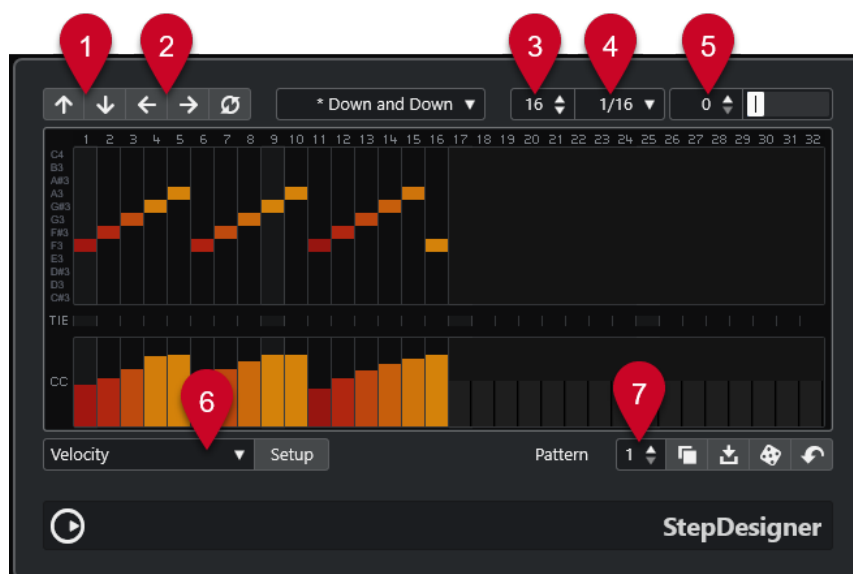 1 2 3 4 5
* Down and Down 16 1/16 0
1 2 3 4 5 6 7 8 9 10 11 12 13 14 15 16 17 18 19 20 21 22 23 24 25 26 27 28 29 30 31 32
C4
B3
A#3
A3
G#3
G3
F#3
F3
E3
D#3
D3
C#3
TIE
CC
6 7
Velocity Setup Pattern 1
StepDesigner